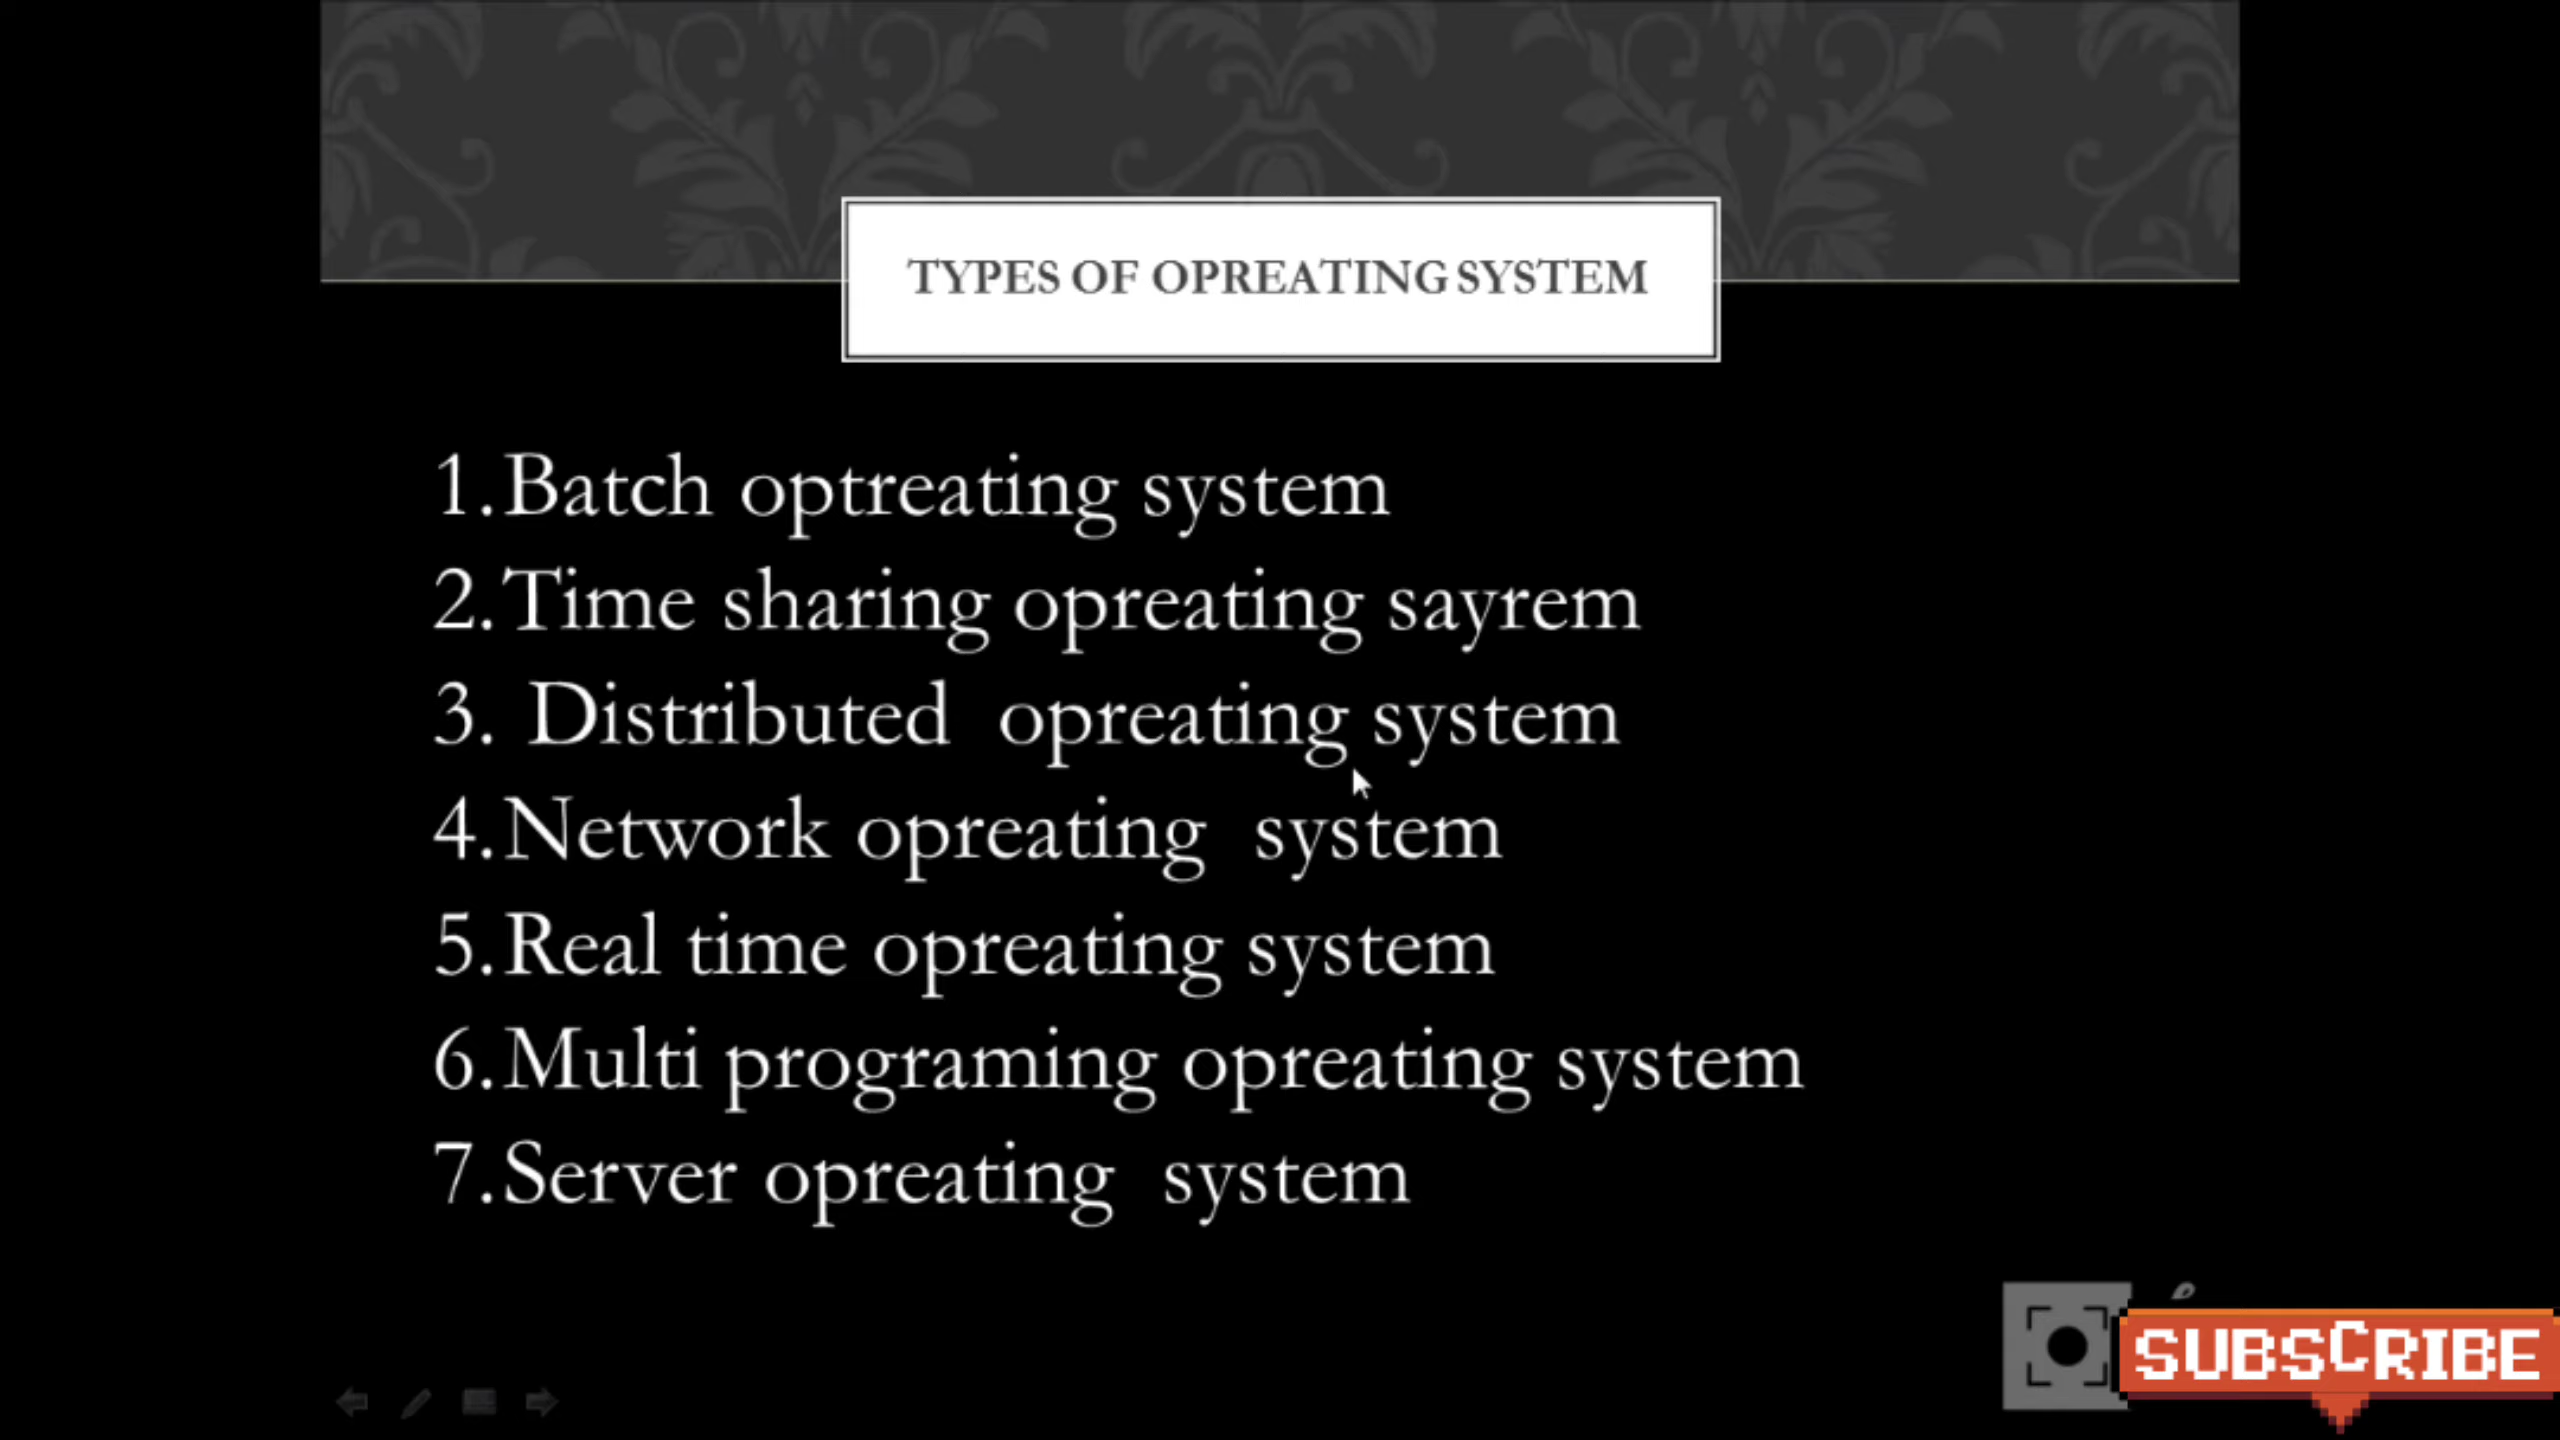 TYPES OF OPREATING SYSTEM
1. Batch optreating system
2. Time sharing opreating sayrem
3. Distributed opreating system
4. Network opreating system
5. Real time opreating system
6. Multi programing opreating system
7. Server opreating system
SUBSCRIBE